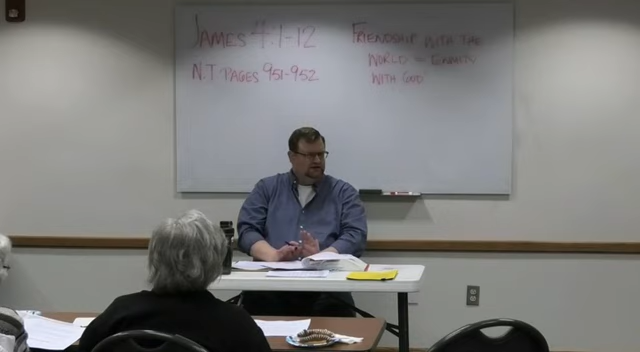 JAMES 4:1-12
N.T PAGES 951-952
FRIENDSHIP WITH THE
WORLD = ENMITY
WITH GOD